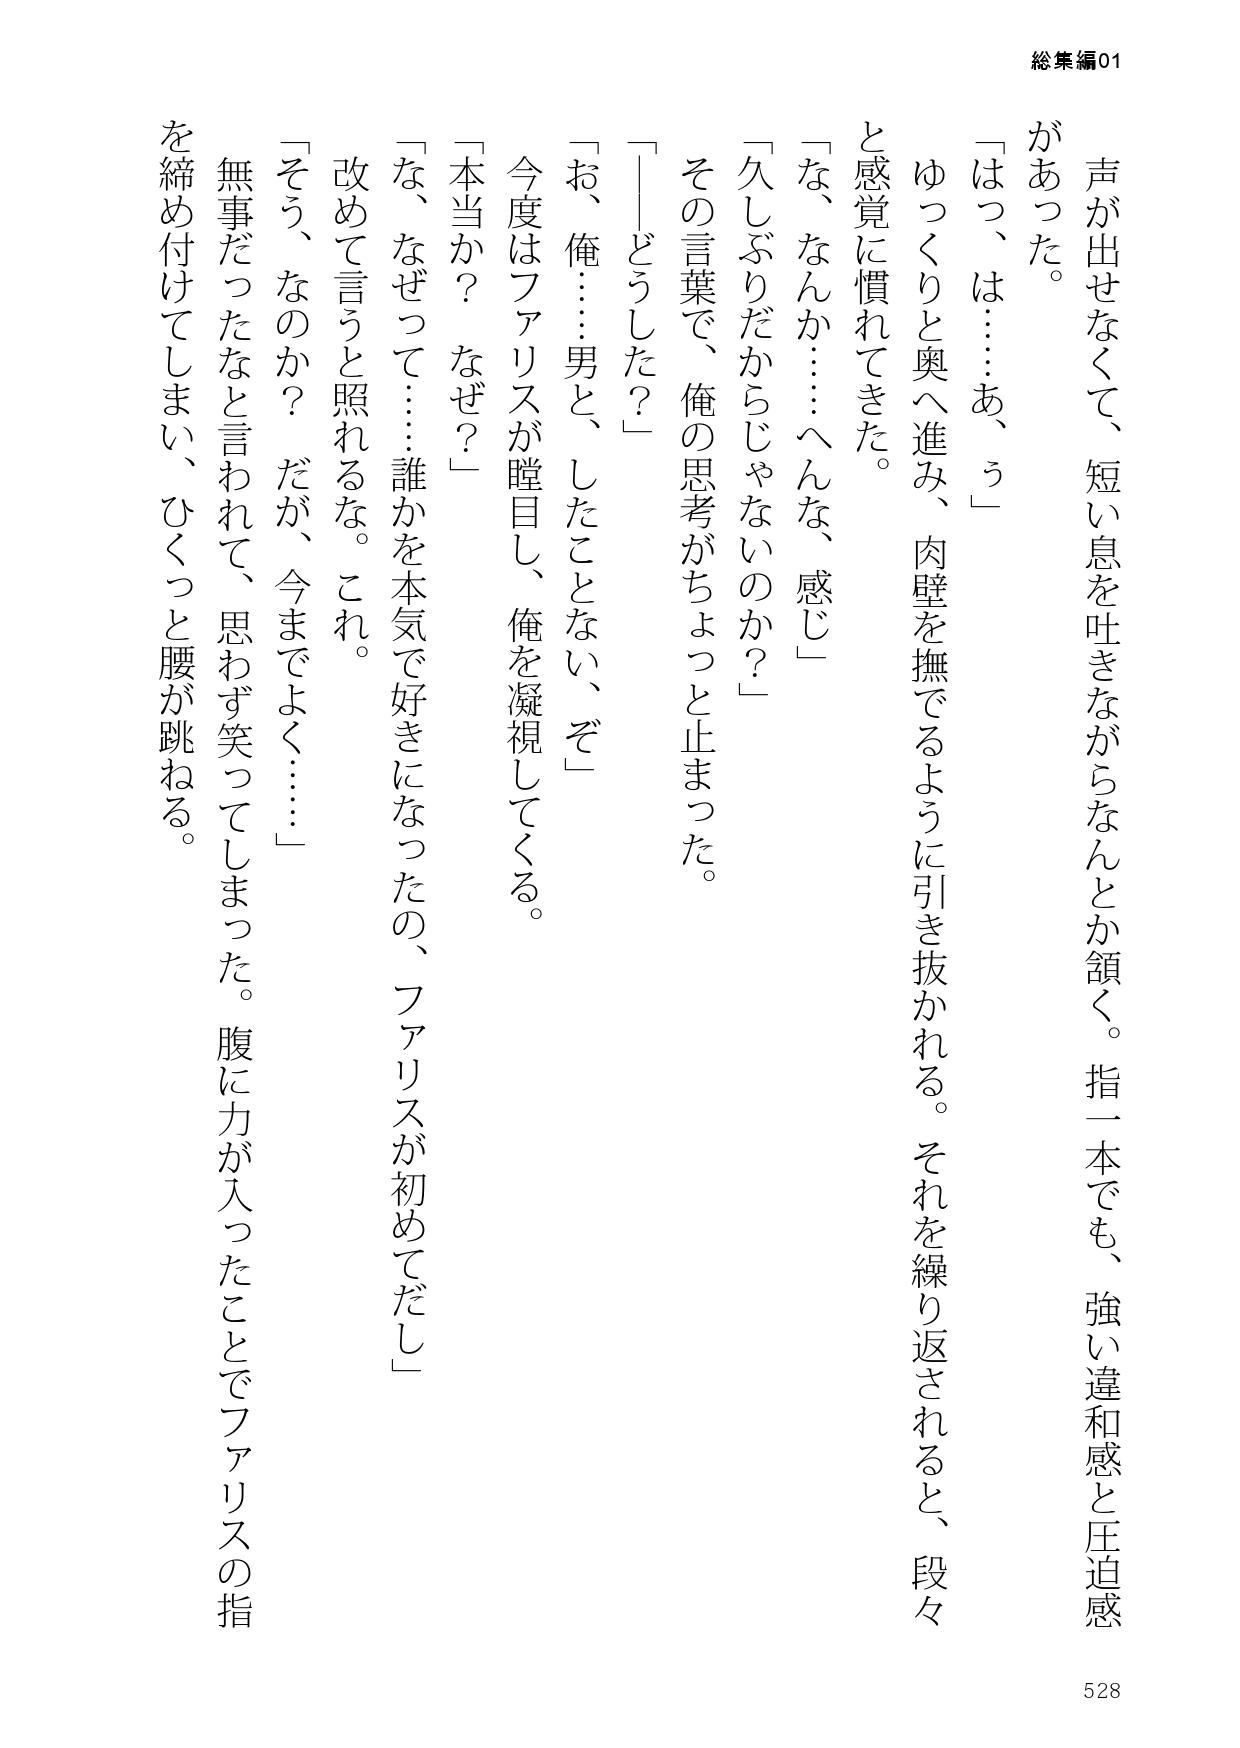 総集編01
　声が出せなくて、短い息を吐きながらなんとか頷く。指一本でも、強い違和感と圧迫感
があった。
「はっ、は……あ、ぅ」
　ゆっくりと奥へ進み、肉壁を撫でるように引き抜かれる。それを繰り返されると、段々
と感覚に慣れてきた。
「な、なんか……へんな、感じ」
「久しぶりだからじゃないのか？」
　その言葉で、俺の思考がちょっと止まった。
「――どうした？」
「お、俺……男と、したことない、ぞ」
　今度はファリスが瞠目し、俺を凝視してくる。
「本当か？　なぜ？」
「な、なぜって……誰かを本気で好きになったの、ファリスが初めてだし」
　改めて言うと照れるな。これ。
「そう、なのか？　だが、今までよく……」
　無事だったなと言われて、思わず笑ってしまった。腹に力が入ったことでファリスの指
を締め付けてしまい、ひくっと腰が跳ねる。
528